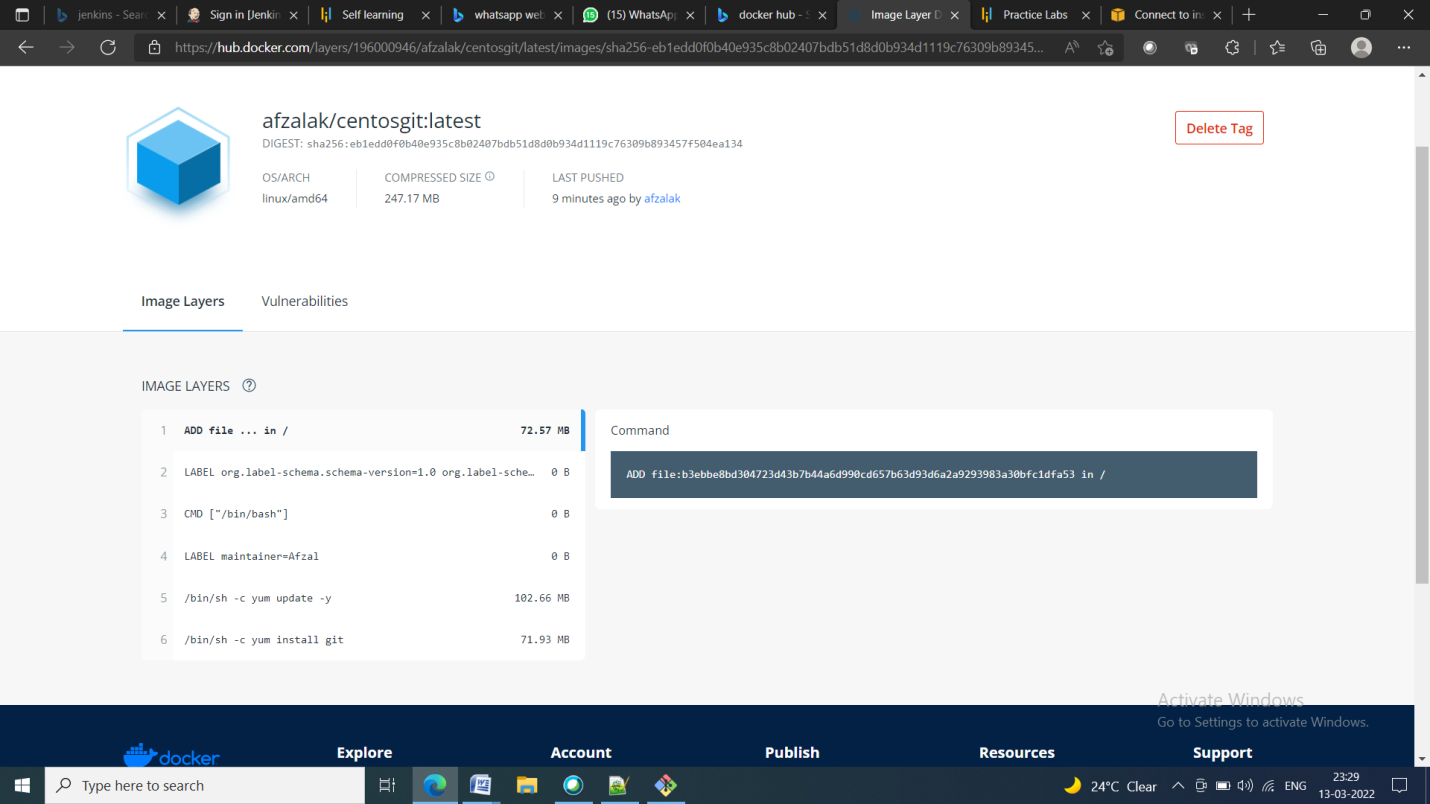 jenkins - Sear
Sign in [Jenkin
Self learning
whatsapp web
(15) WhatsApp
docker hub - S
Image Layer D
Practice Labs
Connect to ins
https://hub.docker.com/layers/196000946/afzalak/centosgit/latest/images/sha256-eb1edd0f0b40e935c8b02407bdb51d8d0b934d1119c76309b89345...
afzalak/centosgit:latest
Delete Tag
DIGEST: sha256:eb1edd0f0b40e935c8b02407bdb51d8d0b934d1119c76309b893457f504ea134
OS/ARCH
COMPRESSED SIZE
LAST PUSHED
linux/amd64
247.17 MB
9 minutes ago by afzalak
Image Layers
Vulnerabilities
IMAGE LAYERS
1 ADD file ... in / 72.57 MB
2 LABEL org.label-schema.schema-version=1.0 org.label-sche… 0 B
3 CMD ["/bin/bash"] 0 B
4 LABEL maintainer=Afzal 0 B
5 /bin/sh -c yum update -y 102.66 MB
6 /bin/sh -c yum install git 71.93 MB
Command
ADD file:b3ebbe8bd304723d43b7b44a6d990cd657b63d93d6a2a9293983a30bfc1dfa53 in /
Activate Windows
Go to Settings to activate Windows.
docker
Explore
Account
Publish
Resources
Support
Type here to search
24°C Clear
ENG
23:29
13-03-2022